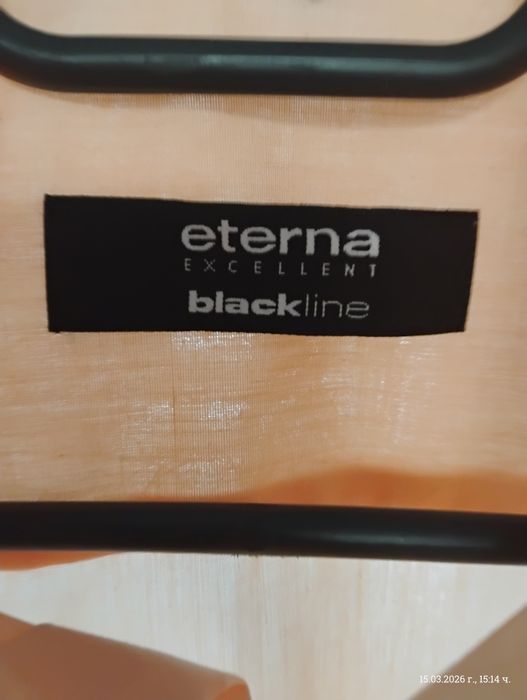 eterna
EXCELLENT
blackline
15.03.2026 г., 15:14 ч.